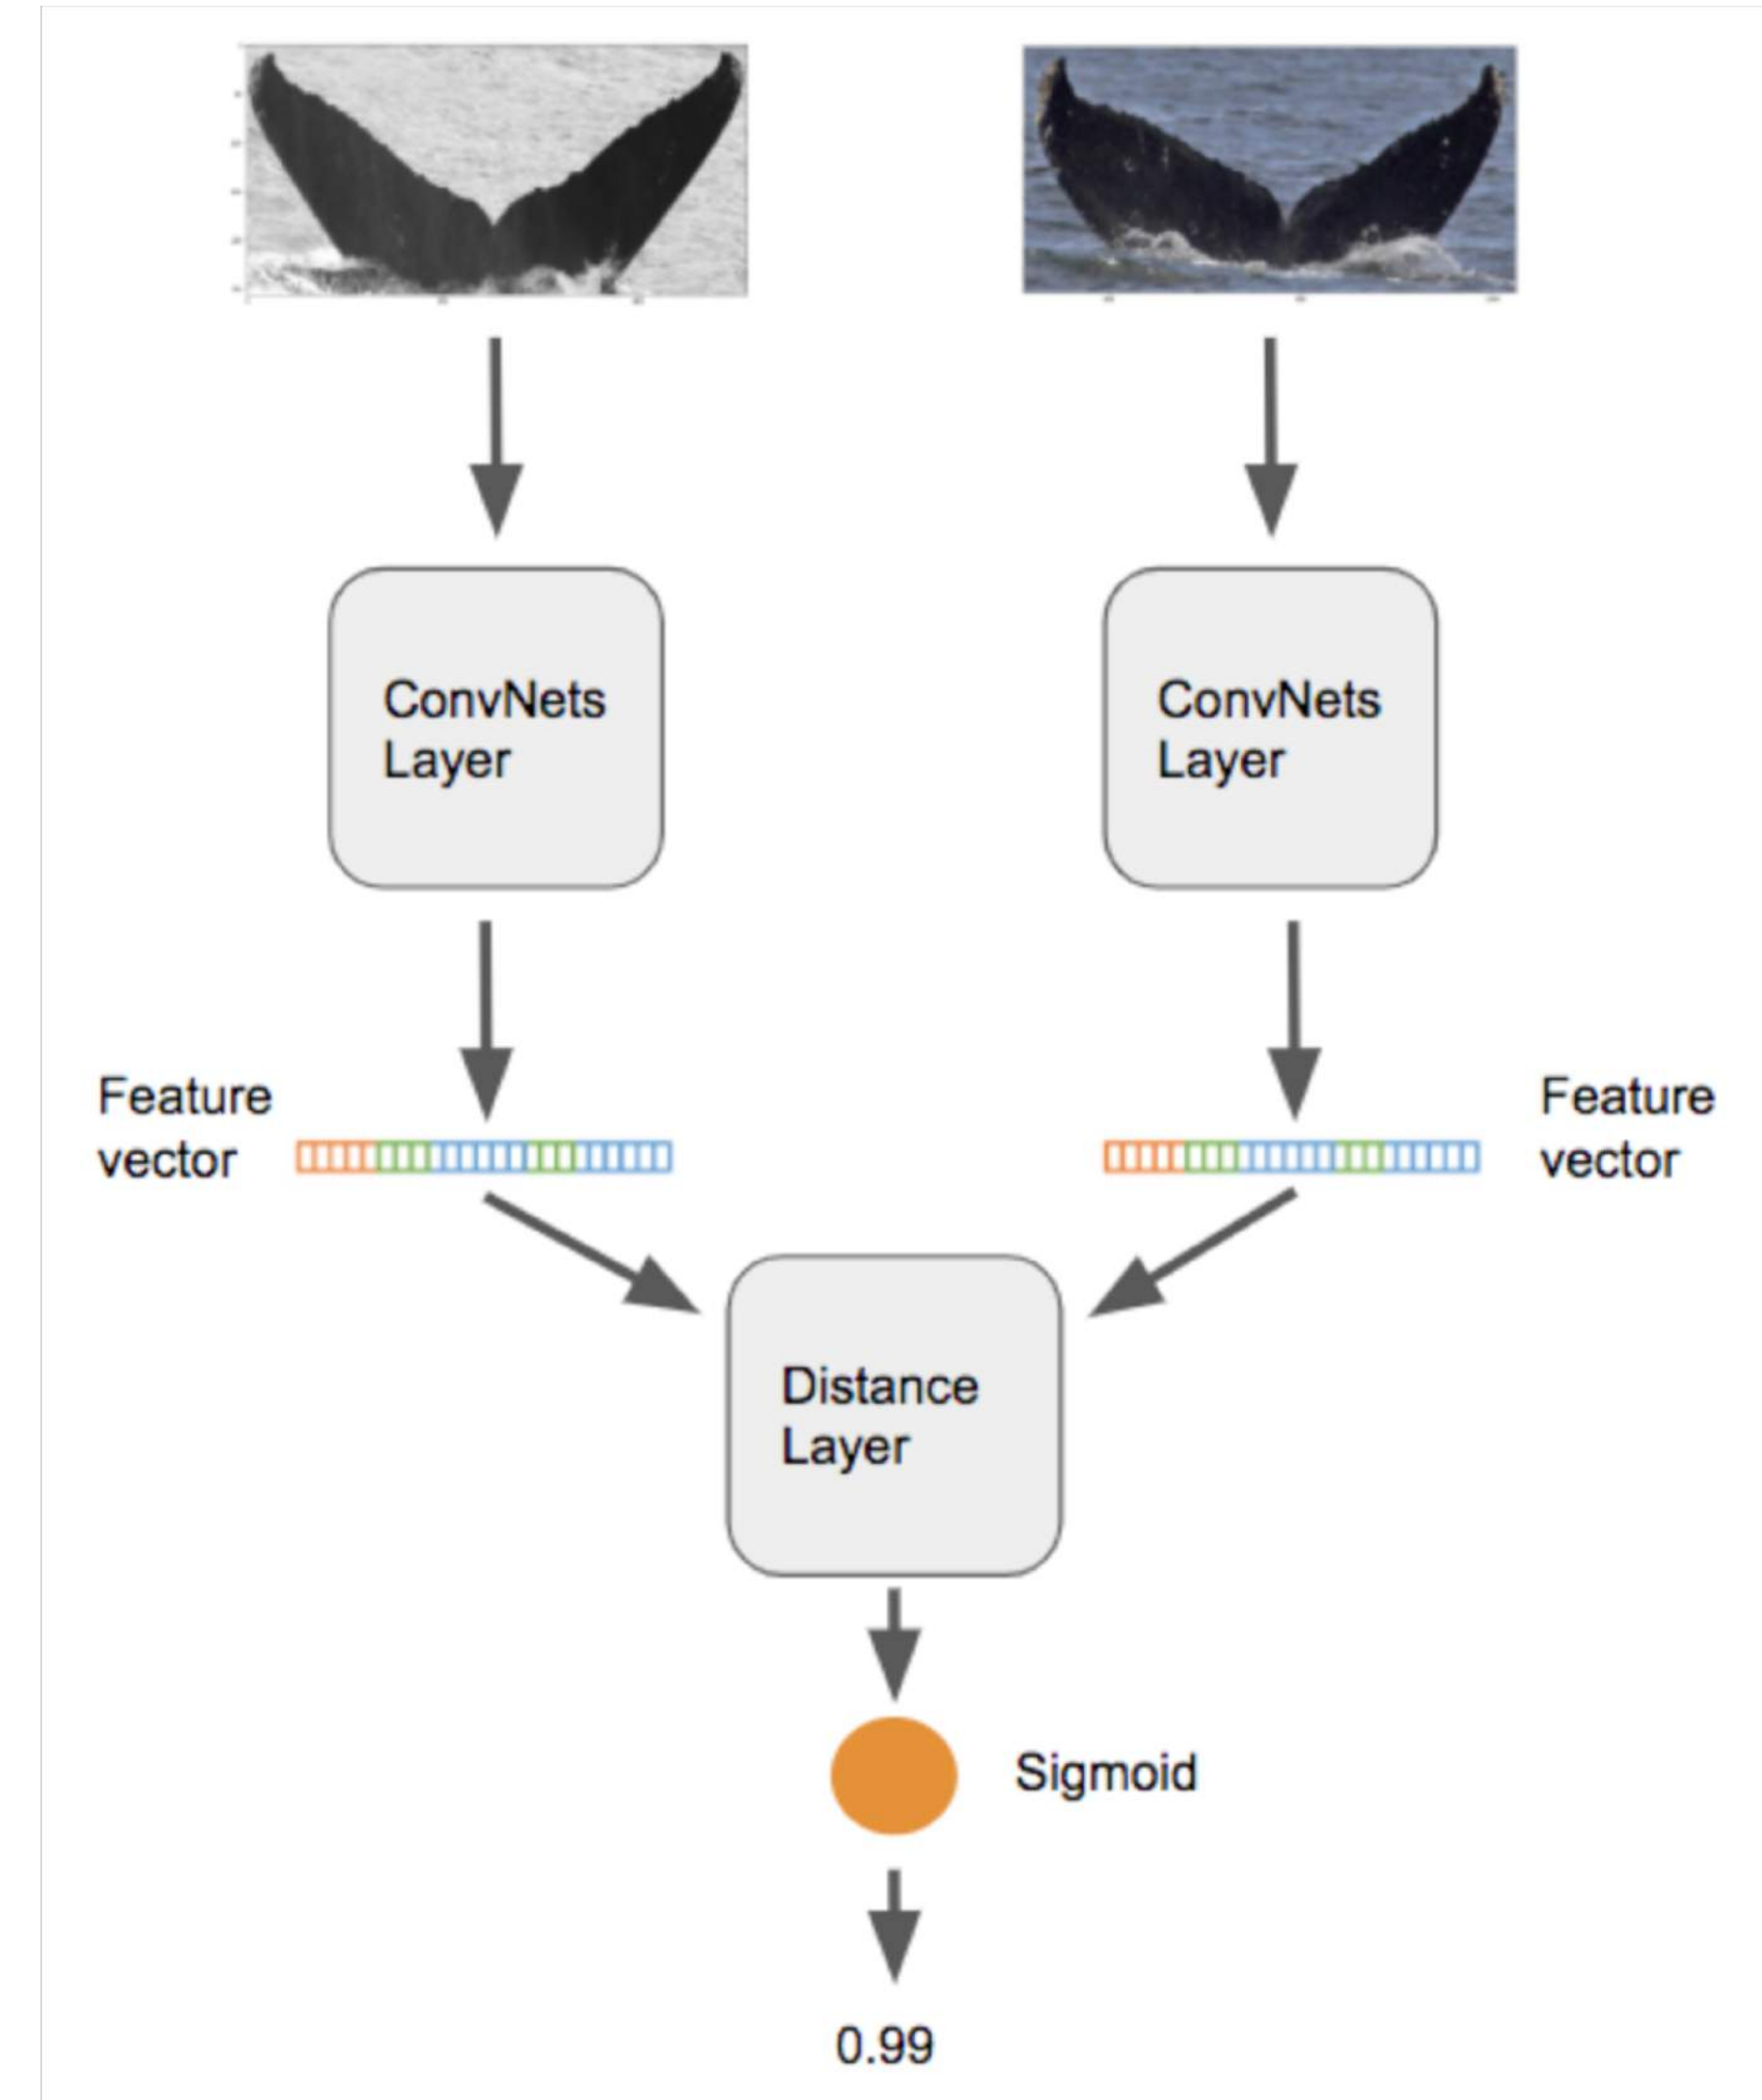 ConvNets
Layer
ConvNets
Layer
Feature
vector
Feature
vector
Distance
Layer
Sigmoid
0.99